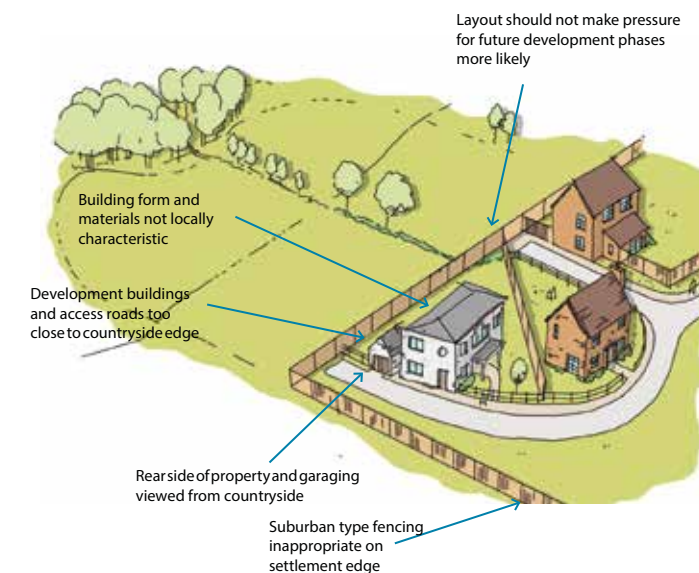 Layout should not make pressure
for future development phases
more likely
Building form and
materials not locally
characteristic
Development buildings
and access roads too
close to countryside edge
Rear side of property and garaging
viewed from countryside
Suburban type fencing
inappropriate on
settlement edge